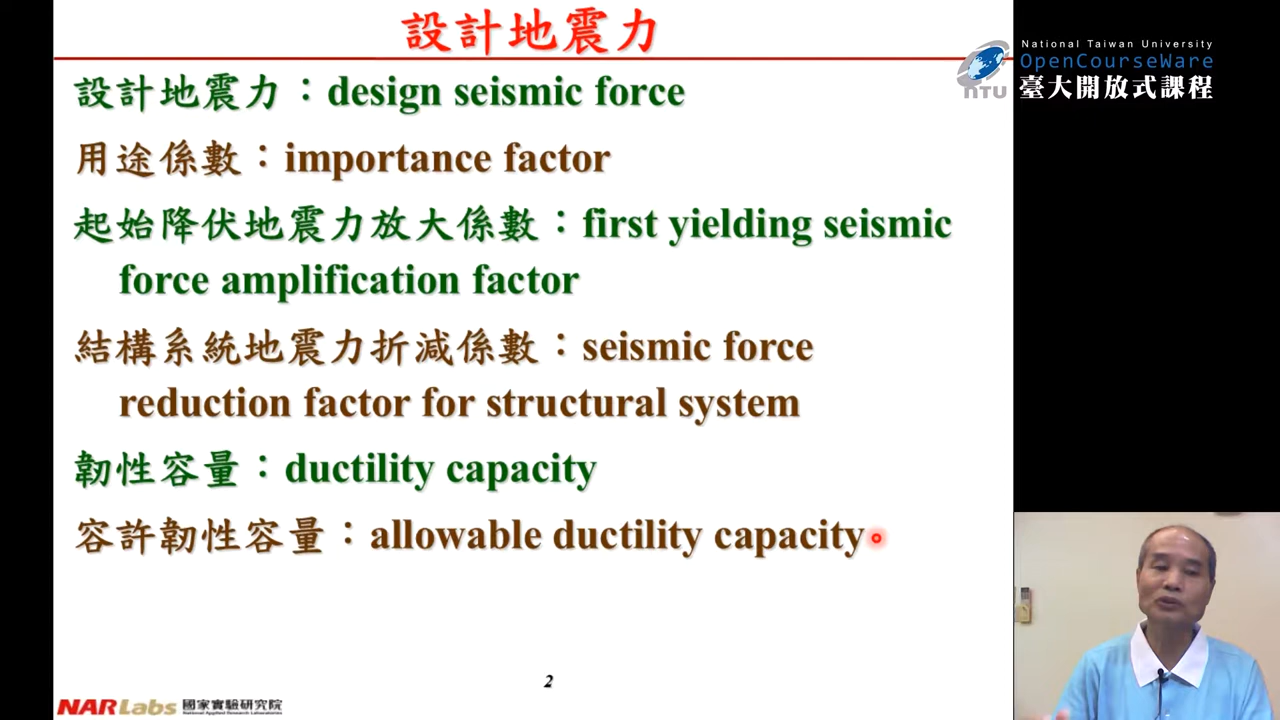 設計地震力
National Taiwan University
OpenCourseWare
臺大開放式課程
NTU
設計地震力：design seismic force
用途係數：importance factor
起始降伏地震力放大係數：first yielding seismic
force amplification factor
結構系統地震力折減係數：seismic force
reduction factor for structural system
韌性容量：ductility capacity
容許韌性容量：allowable ductility capacity
2
NARLabs 國家實驗研究院
National Applied Research Laboratories